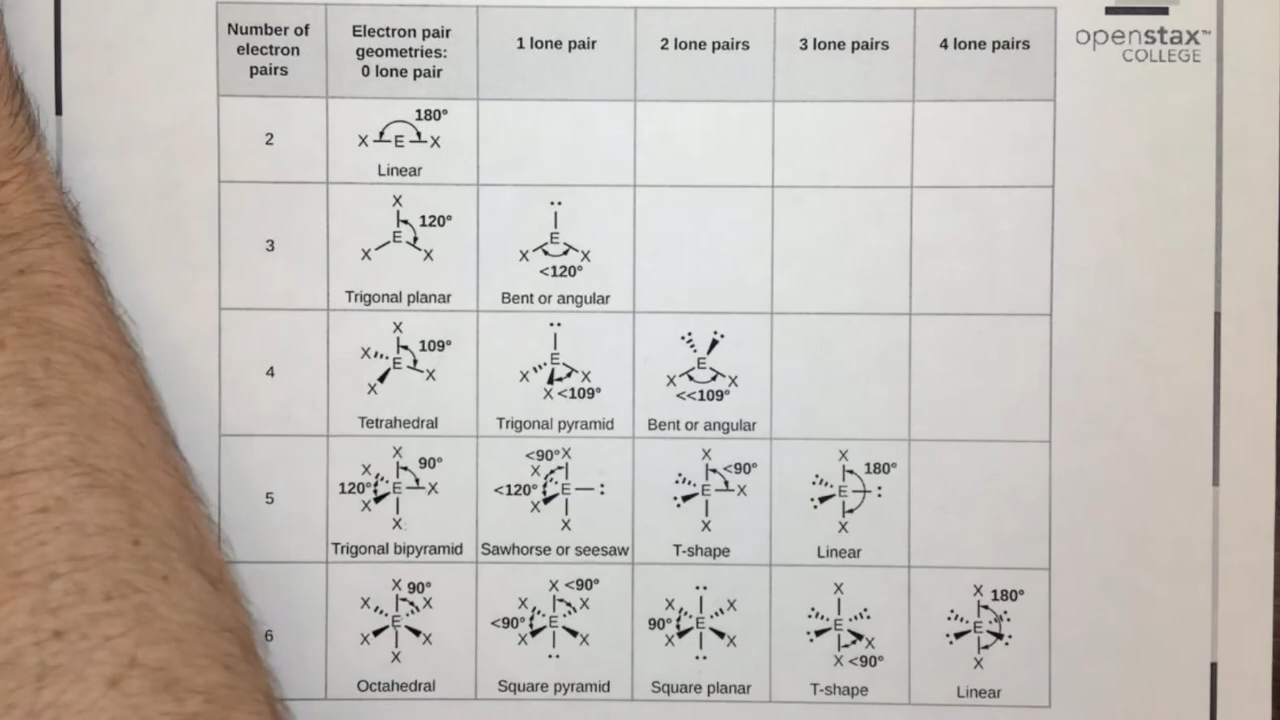 Number of
electron
pairs
Electron pair
geometries:
0 lone pair
1 lone pair
2 lone pairs
3 lone pairs
4 lone pairs
openstax™
COLLEGE
2
180°
X E X
Linear
3
X
120°
E
X X
Trigonal planar
:
E
X X
<120°
Bent or angular
4
X
109°
X
E
X
X
Tetrahedral
:
E
X X
X <109°
Trigonal pyramid
: :
E
X X
<<109°
Bent or angular
5
X
90°
X
120° E X
X
X
Trigonal bipyramid
<90° X
X
<120° E :
X
X
Sawhorse or seesaw
X
<90°
:
E X
:
X
T-shape
X
180°
:
E :
:
X
Linear
6
X 90°
X X
E
X X
X
Octahedral
X <90°
X X
<90° E
X X
:
Square pyramid
:
X X
90° E
X X
:
Square planar
X
: :
E
: X
X <90°
T-shape
X 180°
: :
E
: :
X
Linear